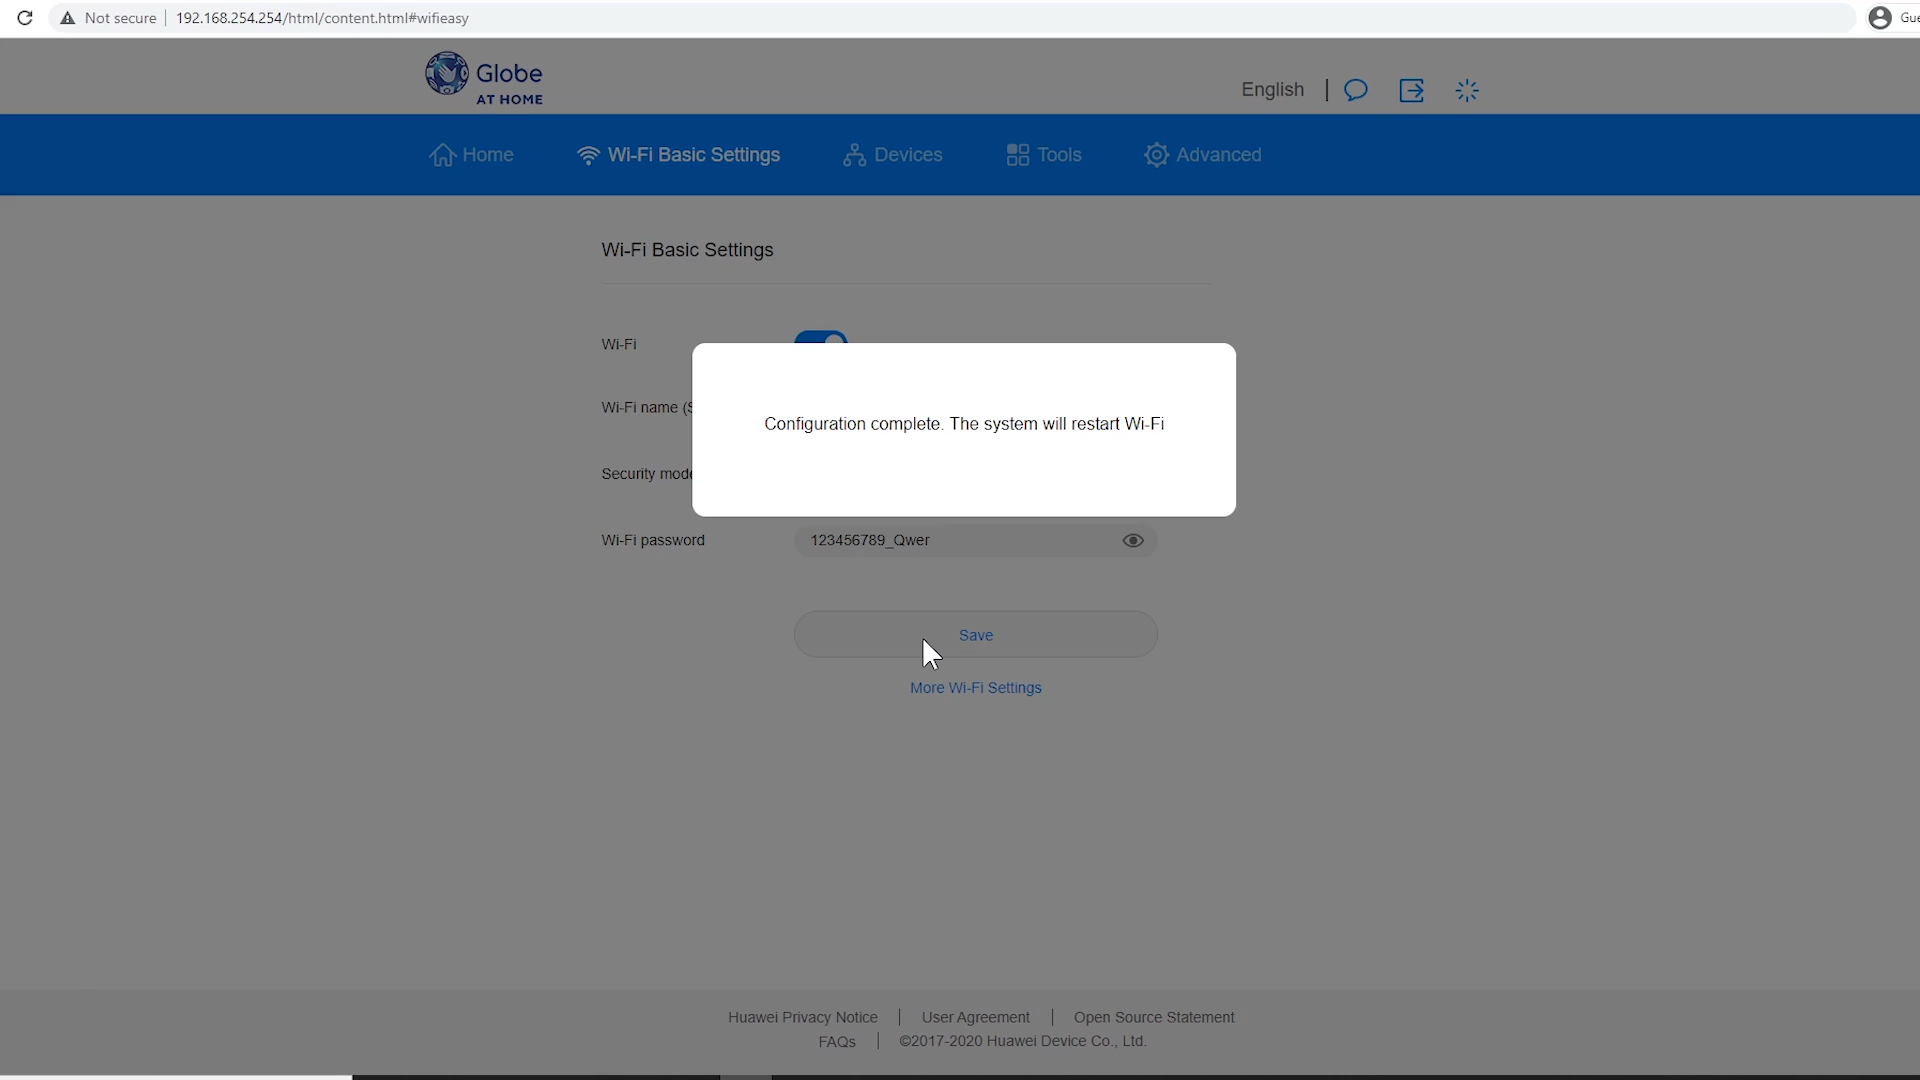 Not secure | 192.168.254.254/html/content.html#wifieasy
Gue
Globe
AT HOME
English |
Home
Wi-Fi Basic Settings
Devices
Tools
Advanced
Wi-Fi Basic Settings
Wi-Fi
Wi-Fi name (S
Configuration complete. The system will restart Wi-Fi
Security mode
Wi-Fi password
123456789_Qwer
Save
More Wi-Fi Settings
Huawei Privacy Notice | User Agreement | Open Source Statement
FAQs | ©2017-2020 Huawei Device Co., Ltd.